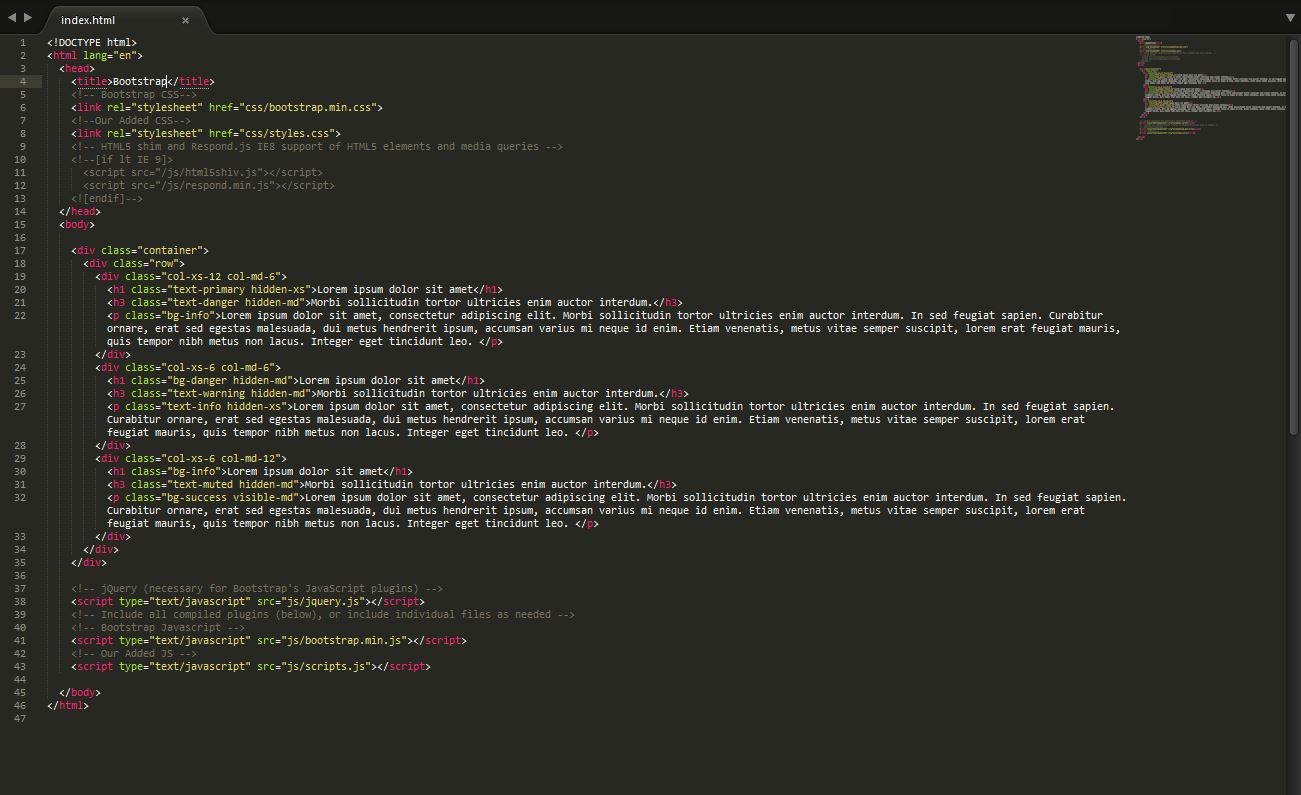 index.html ×
1 <!DOCTYPE html>
2 <html lang="en">
3 <head>
4 <title>Bootstrap</title>
5 <!-- Bootstrap CSS-->
6 <link rel="stylesheet" href="css/bootstrap.min.css">
7 <!--Our Added CSS-->
8 <link rel="stylesheet" href="css/styles.css">
9 <!-- HTML5 shim and Respond.js IE8 support of HTML5 elements and media queries -->
10 <!--[if lt IE 9]>
11 <script src="/js/html5shiv.js"></script>
12 <script src="/js/respond.min.js"></script>
13 <![endif]-->
14 </head>
15 <body>
16
17 <div class="container">
18 <div class="row">
19 <div class="col-xs-12 col-md-6">
20 <h1 class="text-primary hidden-xs">Lorem ipsum dolor sit amet</h1>
21 <h3 class="text-danger hidden-md">Morbi sollicitudin tortor ultricies enim auctor interdum.</h3>
22 <p class="bg-info">Lorem ipsum dolor sit amet, consectetur adipiscing elit. Morbi sollicitudin tortor ultricies enim auctor interdum. In sed feugiat sapien. Curabitur
ornare, erat sed egestas malesuada, dui metus hendrerit ipsum, accumsan varius mi neque id enim. Etiam venenatis, metus vitae semper suscipit, lorem erat feugiat mauris,
quis tempor nibh metus non lacus. Integer eget tincidunt leo. </p>
23 </div>
24 <div class="col-xs-6 col-md-6">
25 <h1 class="bg-danger hidden-md">Lorem ipsum dolor sit amet</h1>
26 <h3 class="text-warning hidden-md">Morbi sollicitudin tortor ultricies enim auctor interdum.</h3>
27 <p class="text-info hidden-xs">Lorem ipsum dolor sit amet, consectetur adipiscing elit. Morbi sollicitudin tortor ultricies enim auctor interdum. In sed feugiat sapien.
Curabitur ornare, erat sed egestas malesuada, dui metus hendrerit ipsum, accumsan varius mi neque id enim. Etiam venenatis, metus vitae semper suscipit, lorem erat
feugiat mauris, quis tempor nibh metus non lacus. Integer eget tincidunt leo. </p>
28 </div>
29 <div class="col-xs-6 col-md-12">
30 <h1 class="bg-info">Lorem ipsum dolor sit amet</h1>
31 <h3 class="text-muted hidden-md">Morbi sollicitudin tortor ultricies enim auctor interdum.</h3>
32 <p class="bg-success visible-md">Lorem ipsum dolor sit amet, consectetur adipiscing elit. Morbi sollicitudin tortor ultricies enim auctor interdum. In sed feugiat sapien.
Curabitur ornare, erat sed egestas malesuada, dui metus hendrerit ipsum, accumsan varius mi neque id enim. Etiam venenatis, metus vitae semper suscipit, lorem erat
feugiat mauris, quis tempor nibh metus non lacus. Integer eget tincidunt leo. </p>
33 </div>
34 </div>
35 </div>
36
37 <!-- jQuery (necessary for Bootstrap's JavaScript plugins) -->
38 <script type="text/javascript" src="js/jquery.js"></script>
39 <!-- Include all compiled plugins (below), or include individual files as needed -->
40 <!-- Bootstrap Javascript -->
41 <script type="text/javascript" src="js/bootstrap.min.js"></script>
42 <!-- Our Added JS -->
43 <script type="text/javascript" src="js/scripts.js"></script>
44
45 </body>
46 </html>
47